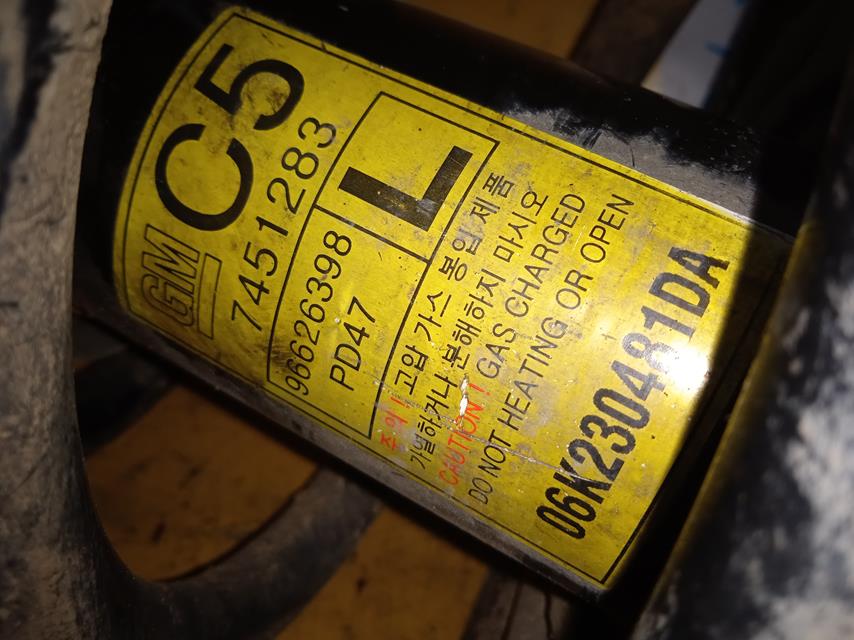 GM C5
7451283
96626398
L
PD47
주의! 고압 가스 봉입 제품
가열하거나 분해하지 마시오
CAUTION! GAS CHARGED
DO NOT HEATING OR OPEN
06K230481DA